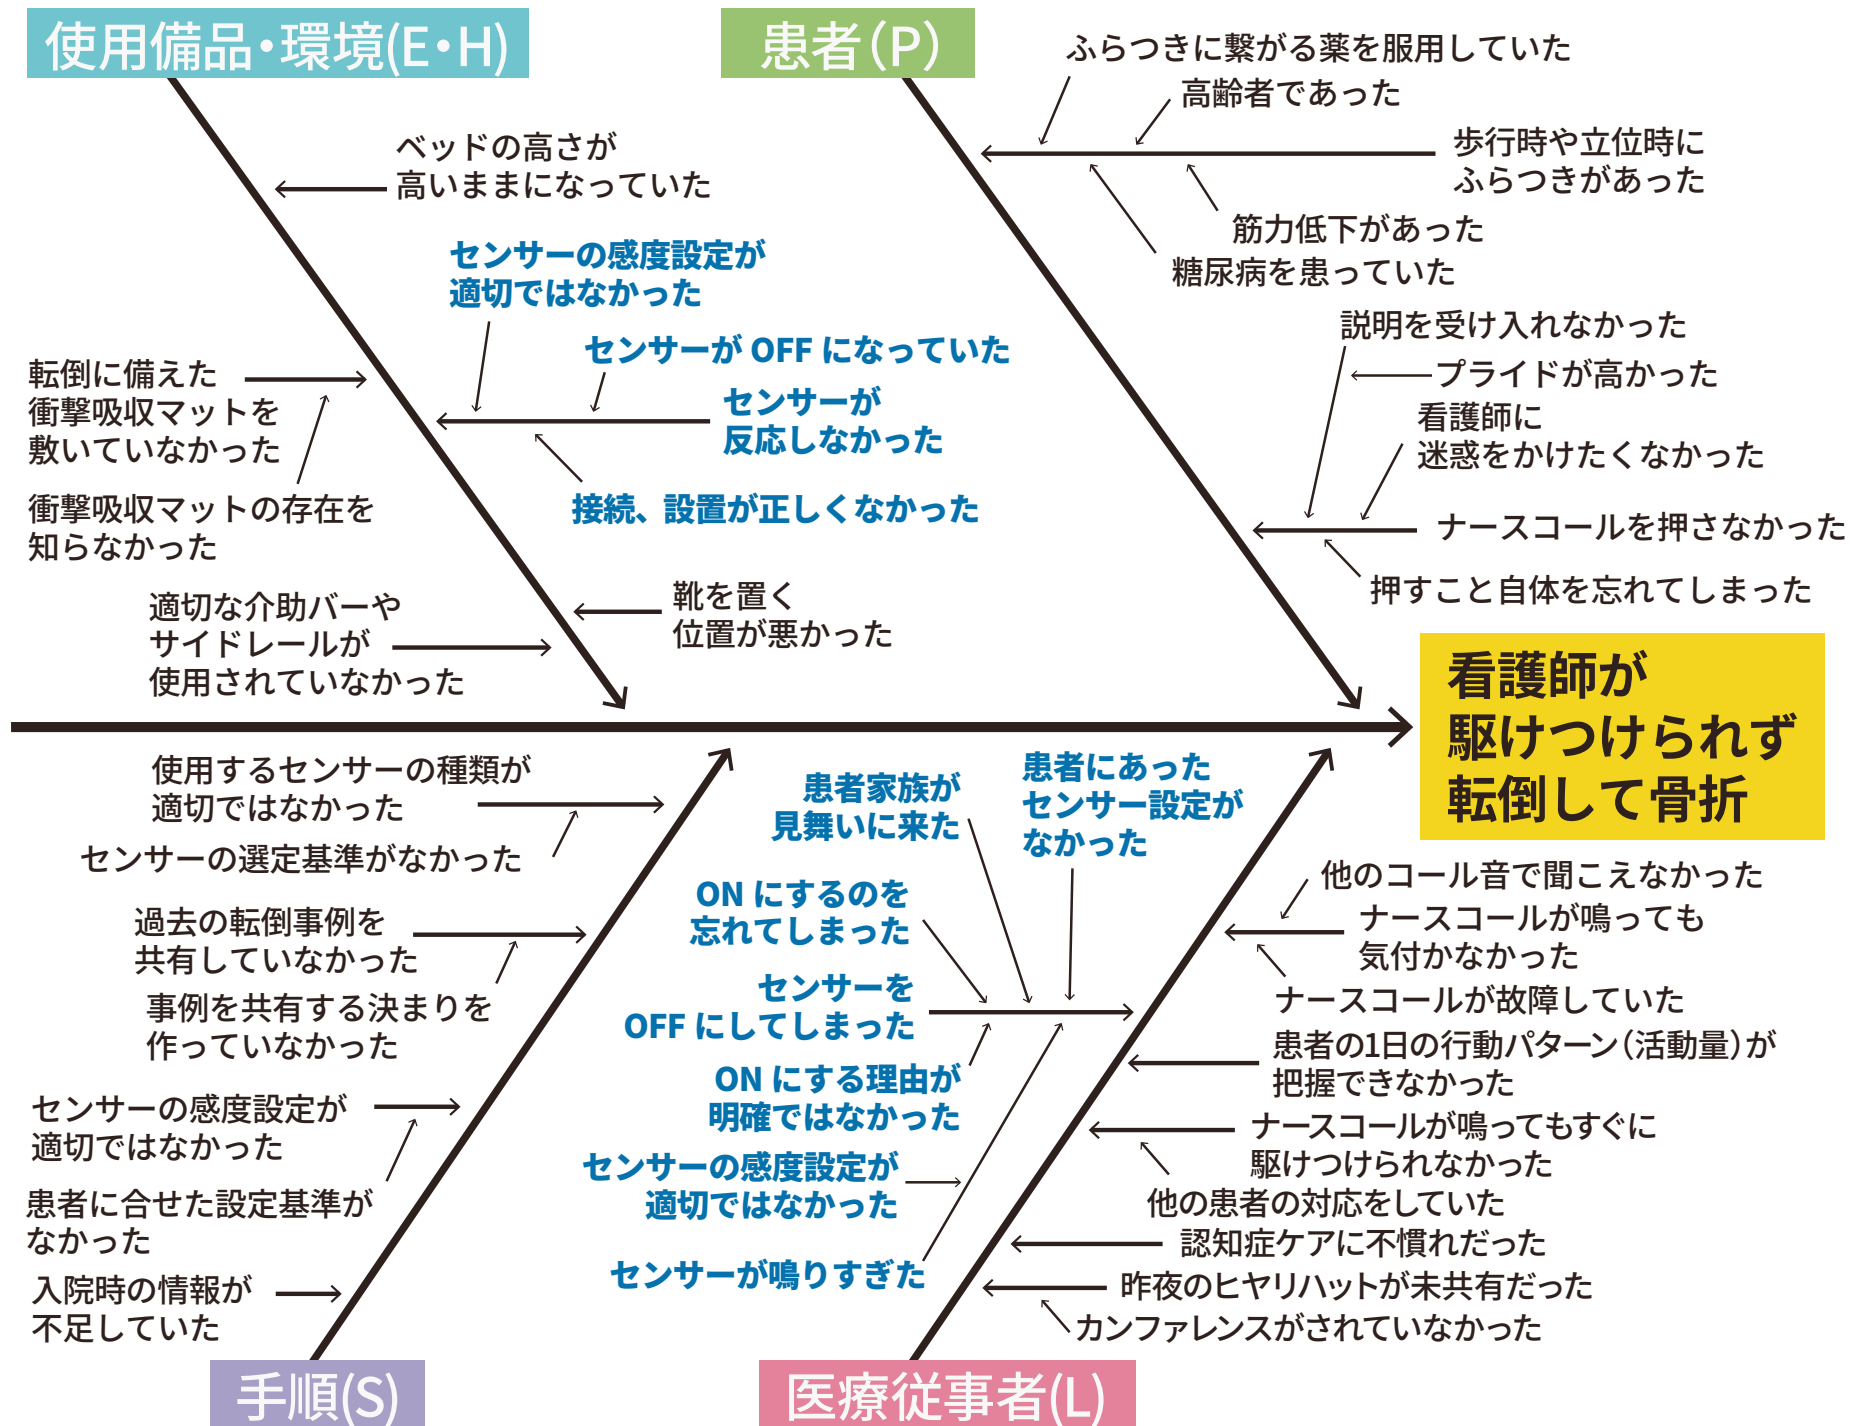 使用備品・環境(E・H)
ベッドの高さが
高いままになっていた
センサーの感度設定が
適切ではなかった
センサーが OFF になっていた
センサーが
反応しなかった
接続、設置が正しくなかった
転倒に備えた
衝撃吸収マットを
敷いていなかった
衝撃吸収マットの存在を
知らなかった
適切な介助バーや
サイドレールが
使用されていなかった
靴を置く
位置が悪かった
患者(P)
ふらつきに繋がる薬を服用していた
高齢者であった
歩行時や立位時に
ふらつきがあった
筋力低下があった
糖尿病を患っていた
説明を受け入れなかった
プライドが高かった
看護師に
迷惑をかけたくなかった
ナースコールを押さなかった
押すこと自体を忘れてしまった
看護師が
駆けつけられず
転倒して骨折
使用するセンサーの種類が
適切ではなかった
センサーの選定基準がなかった
過去の転倒事例を
共有していなかった
事例を共有する決まりを
作っていなかった
センサーの感度設定が
適切ではなかった
患者に合せた設定基準が
なかった
入院時の情報が
不足していた
手順(S)
患者家族が
見舞いに来た
患者にあった
センサー設定が
なかった
ON にするのを
忘れてしまった
センサーを
OFF にしてしまった
ON にする理由が
明確ではなかった
センサーの感度設定が
適切ではなかった
センサーが鳴りすぎた
他のコール音で聞こえなかった
ナースコールが鳴っても
気付かなかった
ナースコールが故障していた
患者の1日の行動パターン(活動量)が
把握できなかった
ナースコールが鳴ってもすぐに
駆けつけられなかった
他の患者の対応をしていた
認知症ケアに不慣れだった
昨夜のヒヤリハットが未共有だった
カンファレンスがされていなかった
医療従事者(L)